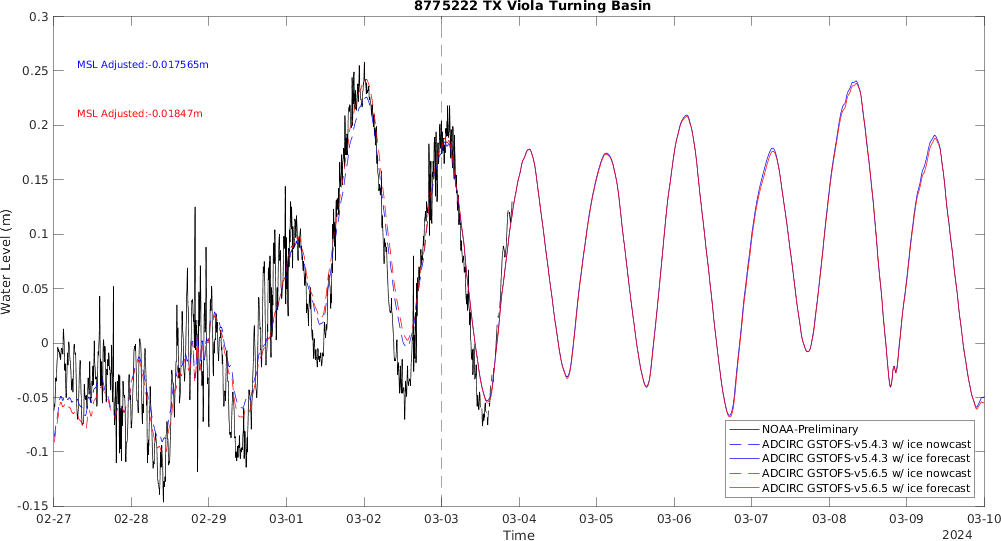 8775222 TX Viola Turning Basin
0.3
0.25
0.2
0.15
0.1
0.05
0
-0.05
-0.1
-0.15
Water Level (m)
MSL Adjusted:-0.017565m
MSL Adjusted:-0.01847m
NOAA-Preliminary
ADCIRC GSTOFS-v5.4.3 w/ ice nowcast
ADCIRC GSTOFS-v5.4.3 w/ ice forecast
ADCIRC GSTOFS-v5.6.5 w/ ice nowcast
ADCIRC GSTOFS-v5.6.5 w/ ice forecast
02-27 02-28 02-29 03-01 03-02 03-03 03-04 03-05 03-06 03-07 03-08 03-09 03-10
Time
2024